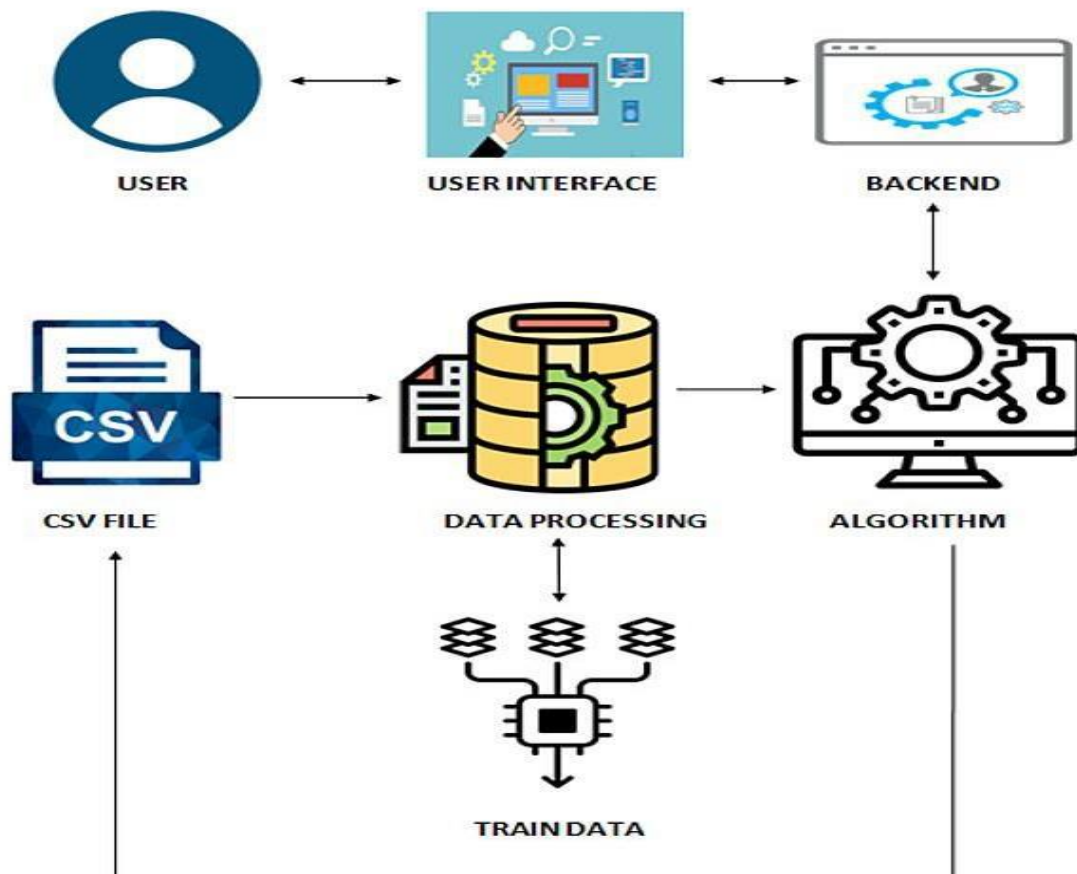 USER
USER INTERFACE
BACKEND
CSV
CSV FILE
DATA PROCESSING
ALGORITHM
TRAIN DATA